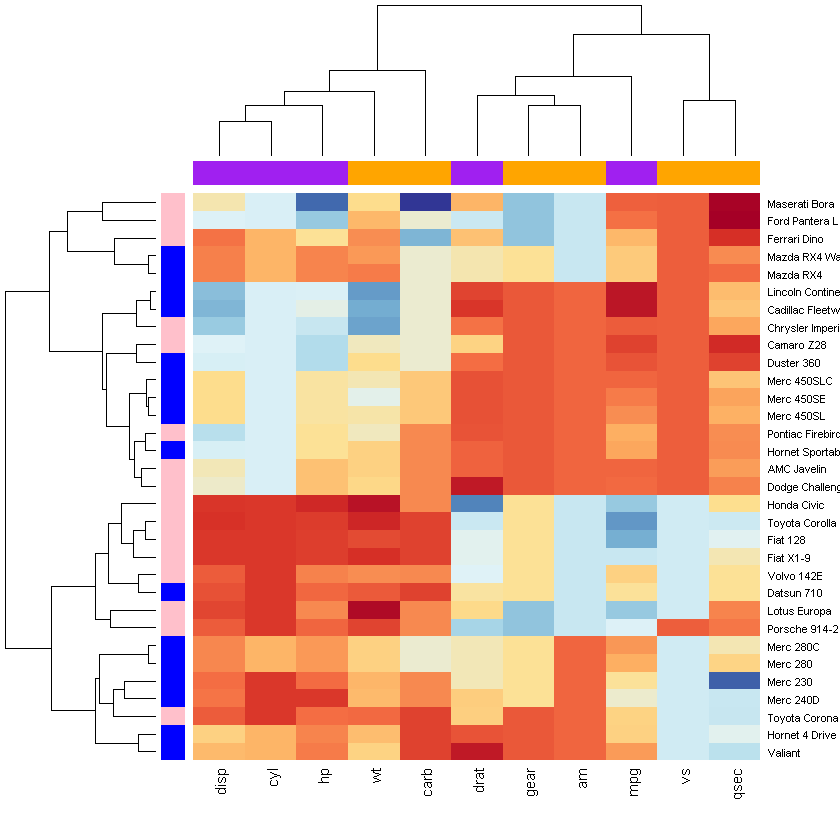 Maserati Bora
Ford Pantera L
Ferrari Dino
Mazda RX4 Wa
Mazda RX4
Lincoln Contine
Cadillac Fleetw
Chrysler Imperi
Camaro Z28
Duster 360
Merc 450SLC
Merc 450SE
Merc 450SL
Pontiac Firebirc
Hornet Sportab
AMC Javelin
Dodge Challeng
Honda Civic
Toyota Corolla
Fiat 128
Fiat X1-9
Volvo 142E
Datsun 710
Lotus Europa
Porsche 914-2
Merc 280C
Merc 280
Merc 230
Merc 240D
Toyota Corona
Hornet 4 Drive
Valiant
disp cyl hp wt carb drat gear am mpg vs qsec